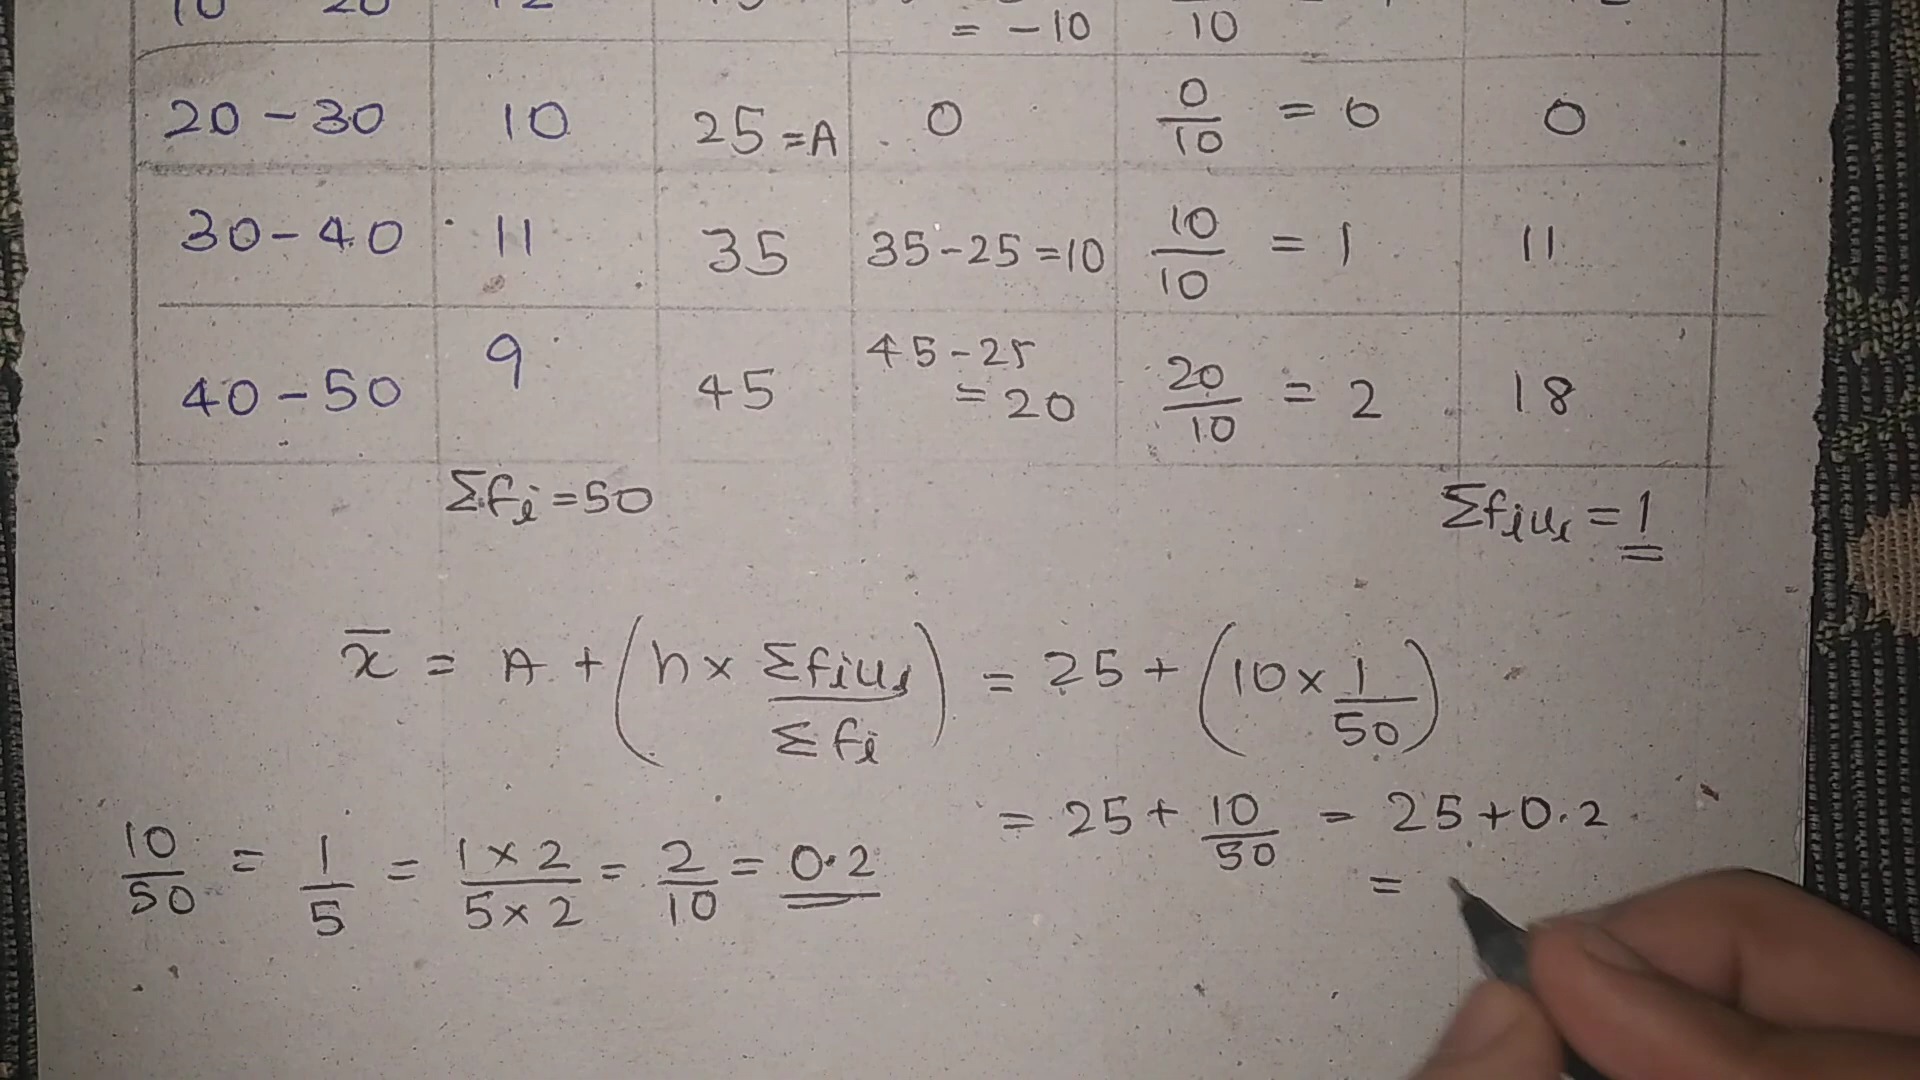 = -10 10
20-30 10 25=A 0 0/10 = 0 0
30-40 11 35 35-25=10 10/10 = 1 11
40-50 9 45 45-25 =20 20/10 = 2 18
Σfi=50 Σfiui=1
x̄ = A + (h× Σfiui/Σfi) = 25 + (10× 1/50)
= 25 + 10/50 = 25+0.2
10/50 = 1/5 = 1×2/5×2 = 2/10 = 0.2
=